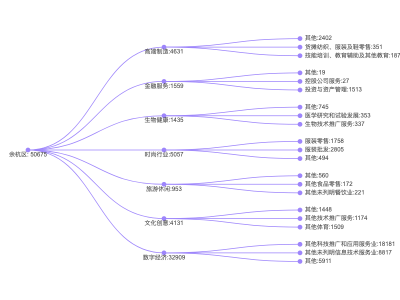 其他:2402
货摊纺织、服装及鞋零售:351
高端制造:4631
技能培训、教育辅助及其他教育:187
其他:19
控股公司服务:27
金融服务:1559
投资与资产管理:1513
其他:745
医学研究和试验发展:353
生物健康:1435
生物技术推广服务:337
服装零售:1758
余杭区: 50675
时尚行业:5057
服装批发:2805
其他:494
其他:560
其他食品零售:172
旅游休闲:953
其他未列明餐饮业:221
其他:1448
其他技术推广服务:1174
文化创意:4131
其他体育:1509
其他科技推广和应用服务业:18181
其他未列明信息技术服务业:8817
数字经济:32909
其他:5911